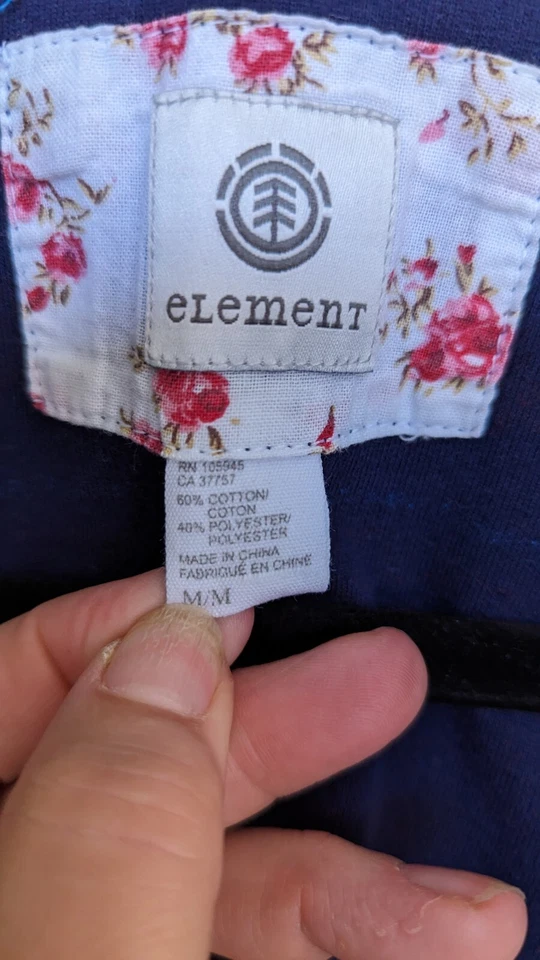 eLemenT
RN 105945
CA 37757
60% COTTON/
COTON
40% POLYESTER/
POLYESTER
MADE IN CHINA
FABRIQUÉ EN CHINE
M/M